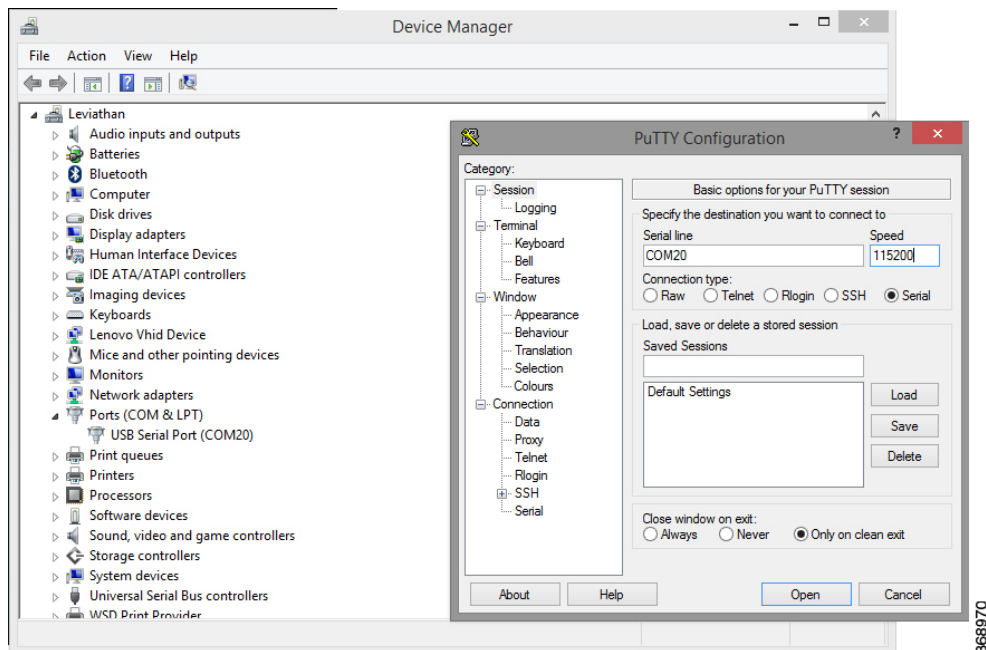 Device Manager
File Action View Help
Leviathan
Audio inputs and outputs
Batteries
Bluetooth
Computer
Disk drives
Display adapters
Human Interface Devices
IDE ATA/ATAPI controllers
Imaging devices
Keyboards
Lenovo Vhid Device
Mice and other pointing devices
Monitors
Network adapters
Ports (COM & LPT)
USB Serial Port (COM20)
Print queues
Printers
Processors
Software devices
Sound, video and game controllers
Storage controllers
System devices
Universal Serial Bus controllers
WSD Print Provider
PuTTY Configuration
Category:
Session
Logging
Terminal
Keyboard
Bell
Features
Window
Appearance
Behaviour
Translation
Selection
Colours
Connection
Data
Proxy
Telnet
Rlogin
SSH
Serial
Basic options for your PuTTY session
Specify the destination you want to connect to
Serial line Speed
COM20 115200
Connection type:
Raw Telnet Rlogin SSH Serial
Load, save or delete a stored session
Saved Sessions
Default Settings
Load
Save
Delete
Close window on exit:
Always Never Only on clean exit
About Help Open Cancel
368970